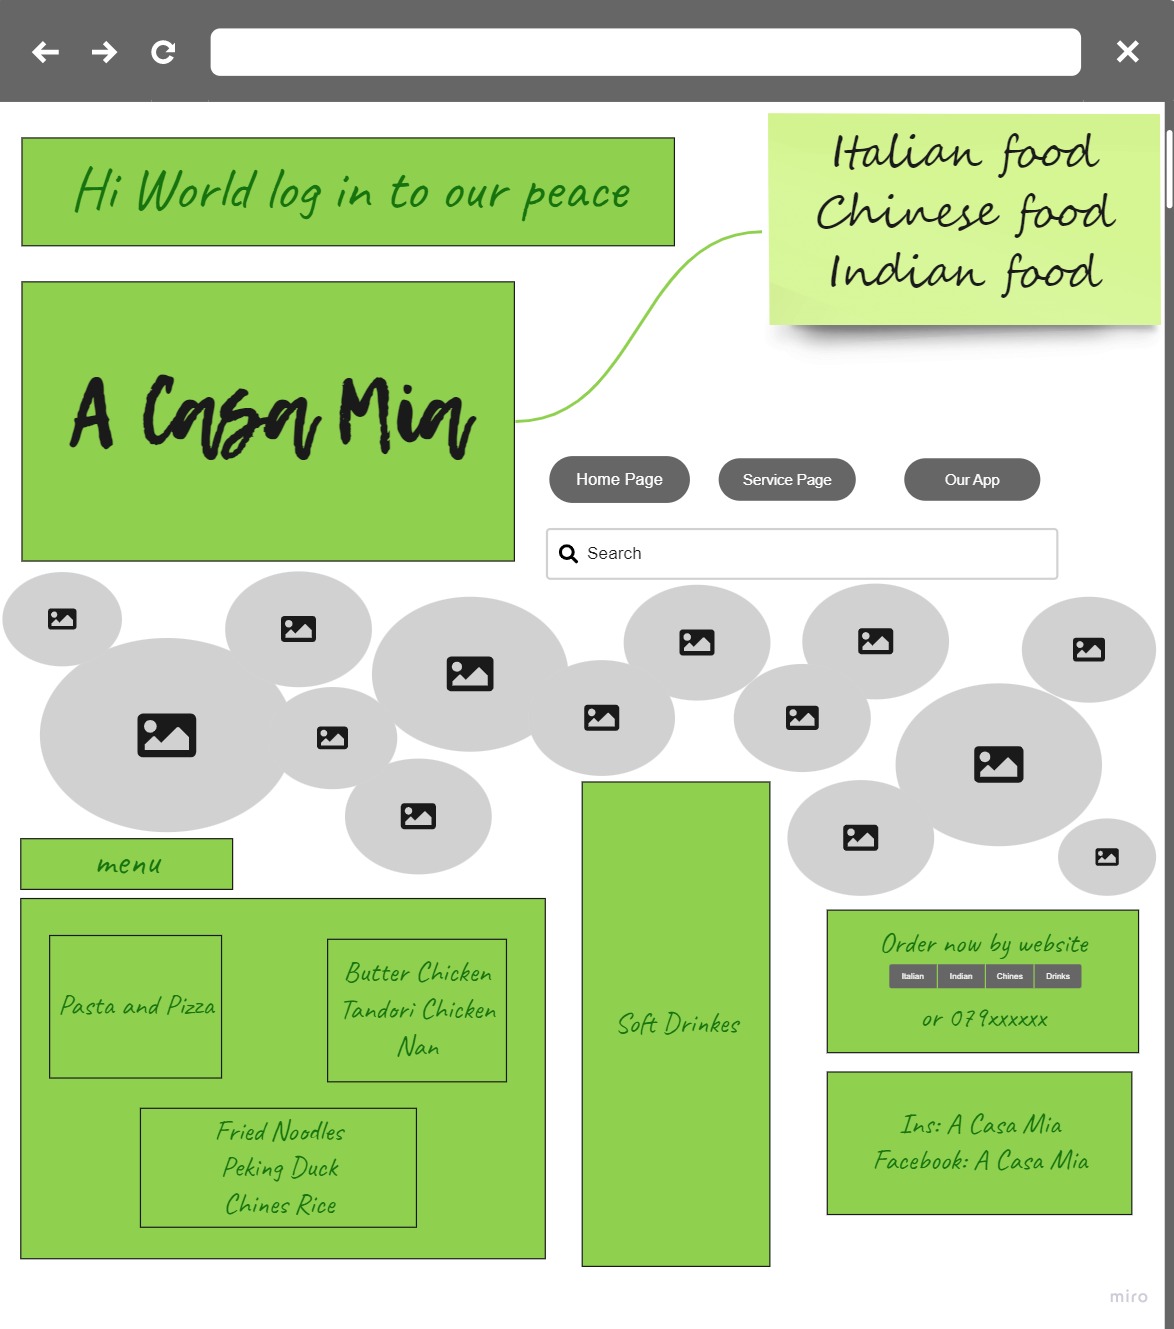 Hi World log in to our peace
Italian food
Chinese food
Indian food
A Casa Mia
Home Page
Service Page
Our App
Search
menu
Pasta and Pizza
Butter Chicken
Tandori Chicken
Nan
Fried Noodles
Peking Duck
Chines Rice
Soft Drinkes
Order now by website
Italian
Indian
Chines
Drinks
or 079xxxxxx
Ins: A Casa Mia
Facebook: A Casa Mia
miro